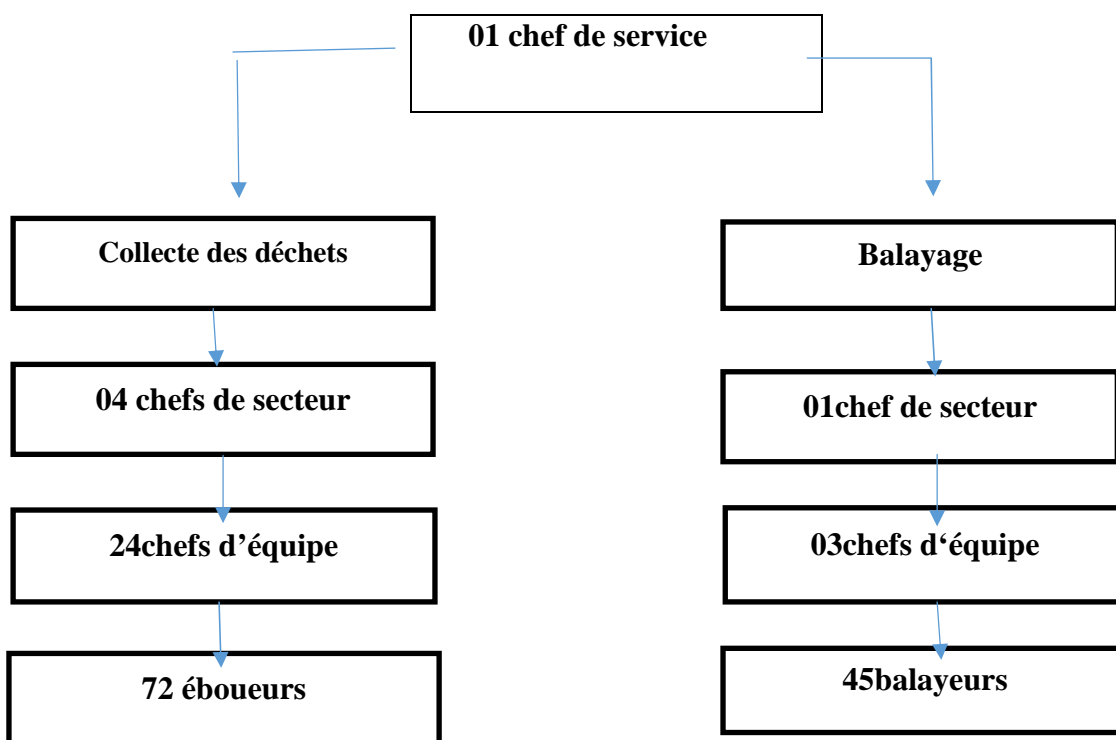 01 chef de service
Collecte des déchets
Balayage
04 chefs de secteur
01chef de secteur
24chefs d’équipe
03chefs d‘équipe
72 éboueurs
45balayeurs